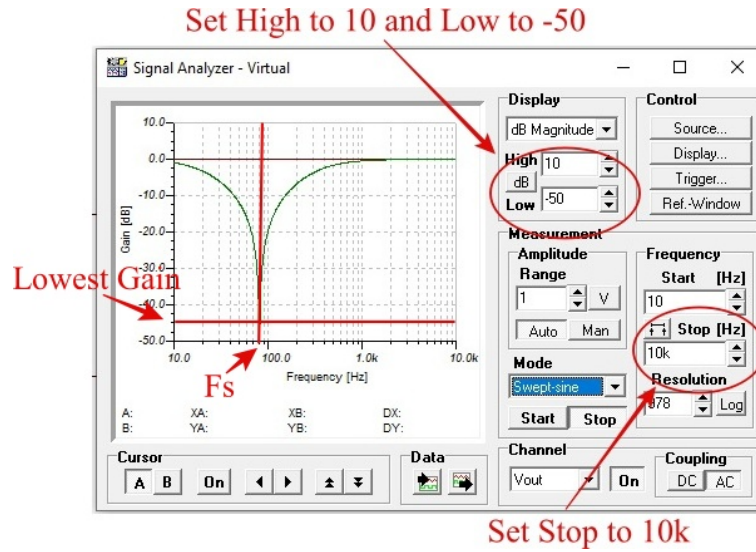 Set High to 10 and Low to -50
Signal Analyzer - Virtual
10.0
0.0
-10.0
-20.0
-30.0
-40.0
-50.0
Gain [dB]
10.0
100.0
1.0k
10.0k
Frequency [Hz]
Lowest Gain
Fs
A: XA: XB: DX:
B: YA: YB: DY:
Cursor
A B On
Data
Display
dB Magnitude
High 10
dB
Low -50
Control
Source...
Display...
Trigger...
Ref.-Window
Measurement
Amplitude
Range
1 V
Auto Man
Mode
Swept-sine
Start Stop
Frequency
Start [Hz]
10
Stop [Hz]
10k
Resolution
Log
Channel
Vout On
Coupling
DC AC
Set Stop to 10k